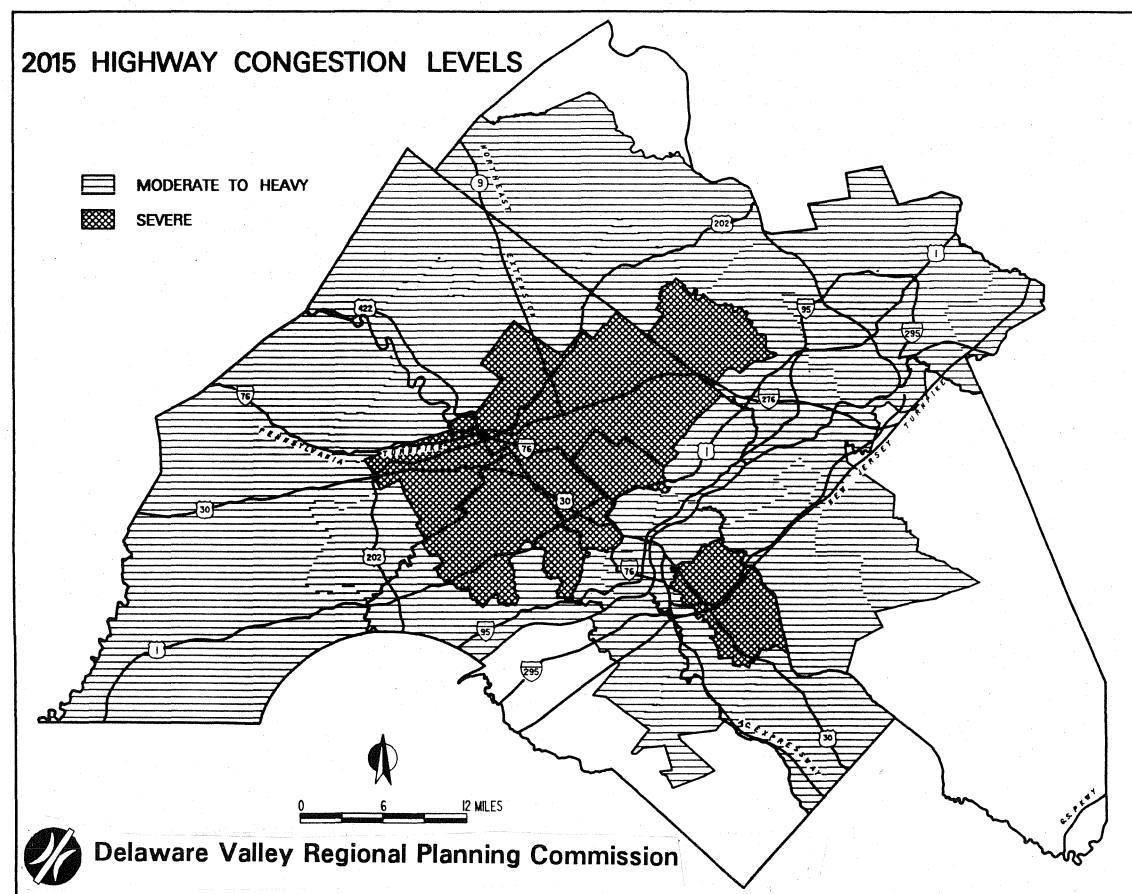 2015 HIGHWAY CONGESTION LEVELS
MODERATE TO HEAVY
SEVERE
NORTHEAST
9
EXTENSION
202
1
422
95
295
76
276
PENNSYLVANIA
TURNPIKE
76
1
NEW JERSEY TURNPIKE
30
30
202
76
95
295
1
AC EXPRESSWAY
30
G.S. PKWY
0 6 12 MILES
Delaware Valley Regional Planning Commission